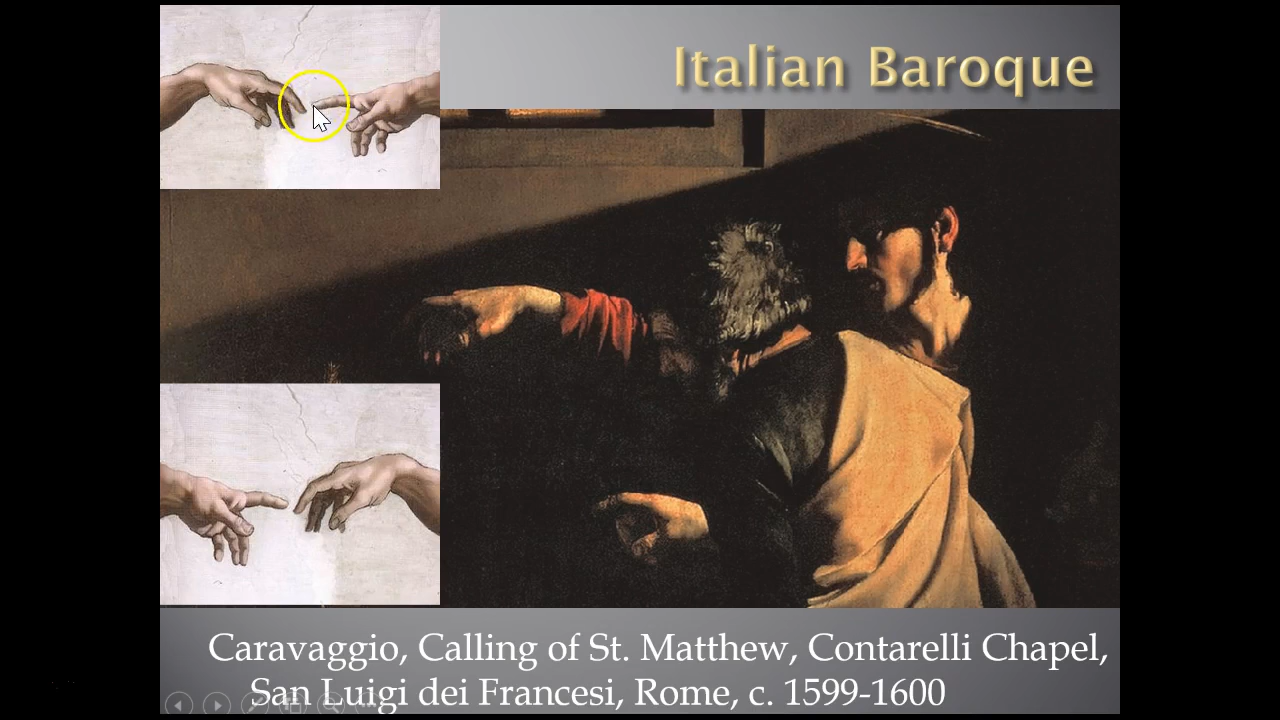 Italian Baroque
Caravaggio, Calling of St. Matthew, Contarelli Chapel,
San Luigi dei Francesi, Rome, c. 1599-1600